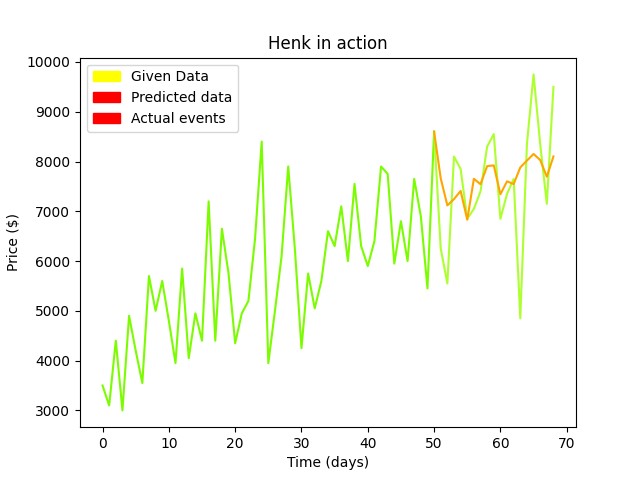 Henk in action
Given Data
Predicted data
Actual events
10000
9000
8000
7000
6000
5000
4000
3000
Price ($)
0 10 20 30 40 50 60 70
Time (days)